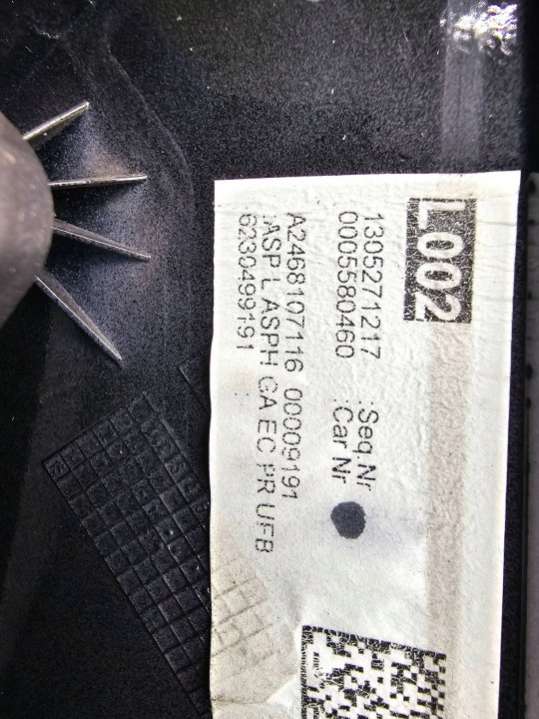 L002
1305271217 :Seq.Nr
0005580460 :Car Nr
A2468107116 00009191
:ASP L ASPH GA EC PR UFB
6230499191